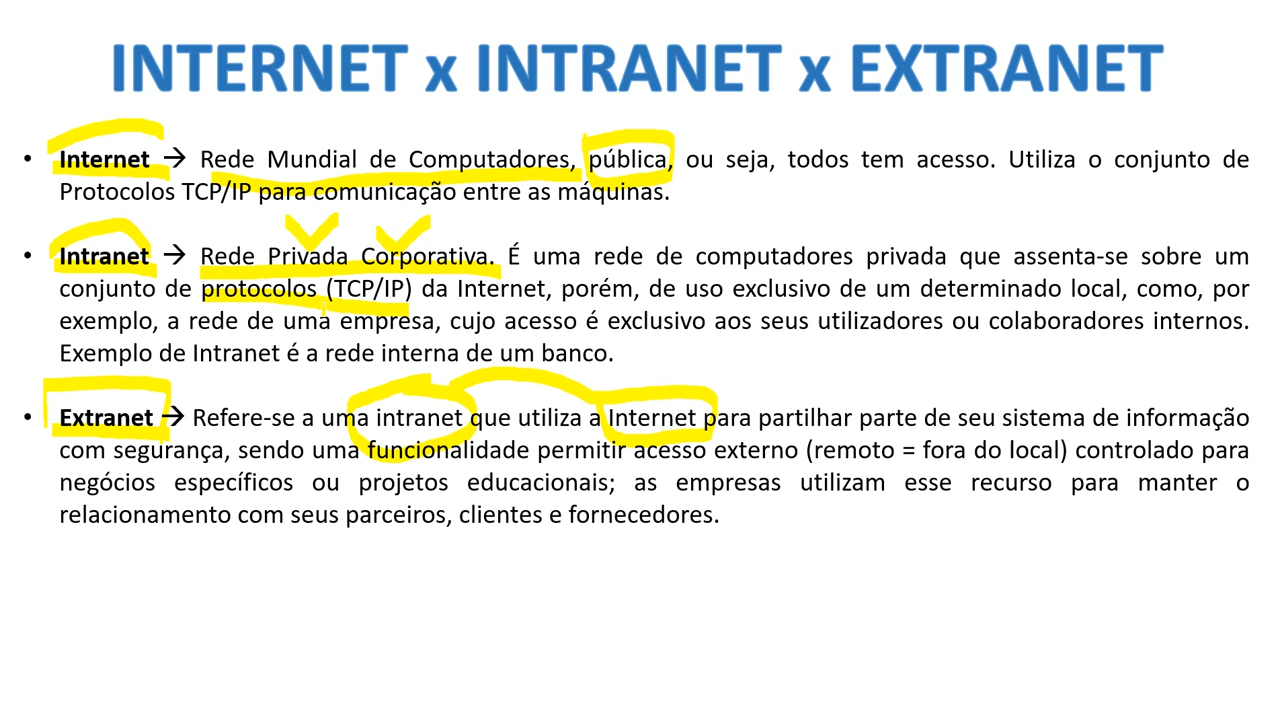 INTERNET x INTRANET x EXTRANET
• Internet → Rede Mundial de Computadores, pública, ou seja, todos tem acesso. Utiliza o conjunto de
Protocolos TCP/IP para comunicação entre as máquinas.
• Intranet → Rede Privada Corporativa. É uma rede de computadores privada que assenta-se sobre um
conjunto de protocolos (TCP/IP) da Internet, porém, de uso exclusivo de um determinado local, como, por
exemplo, a rede de uma empresa, cujo acesso é exclusivo aos seus utilizadores ou colaboradores internos.
Exemplo de Intranet é a rede interna de um banco.
• Extranet → Refere-se a uma intranet que utiliza a Internet para partilhar parte de seu sistema de informação
com segurança, sendo uma funcionalidade permitir acesso externo (remoto = fora do local) controlado para
negócios específicos ou projetos educacionais; as empresas utilizam esse recurso para manter o
relacionamento com seus parceiros, clientes e fornecedores.